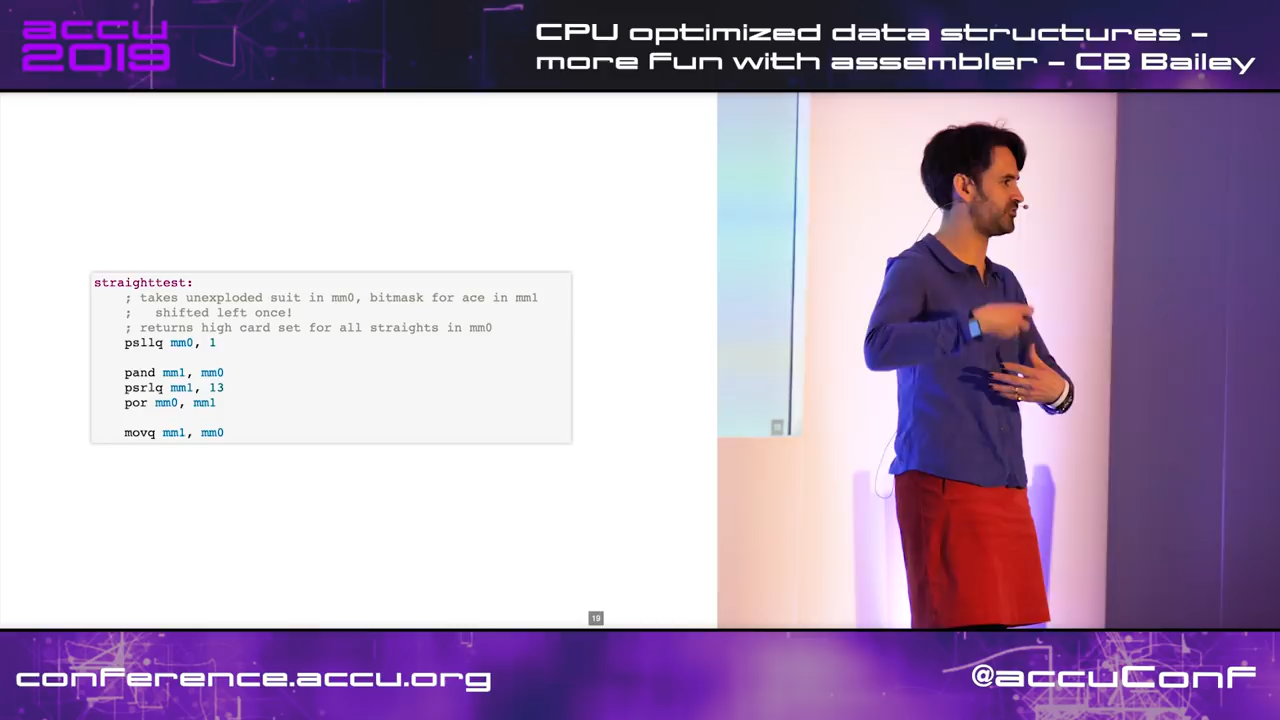 accu
2019
CPU optimized data structures -
more Fun with assembler - CB Bailey
straighttest:
; takes unexploded suit in mm0, bitmask for ace in mm1
;   shifted left once!
; returns high card set for all straights in mm0
psllq mm0, 1
pand mm1, mm0
psrlq mm1, 13
por mm0, mm1
movq mm1, mm0
19
conference.accu.org
@accuConf